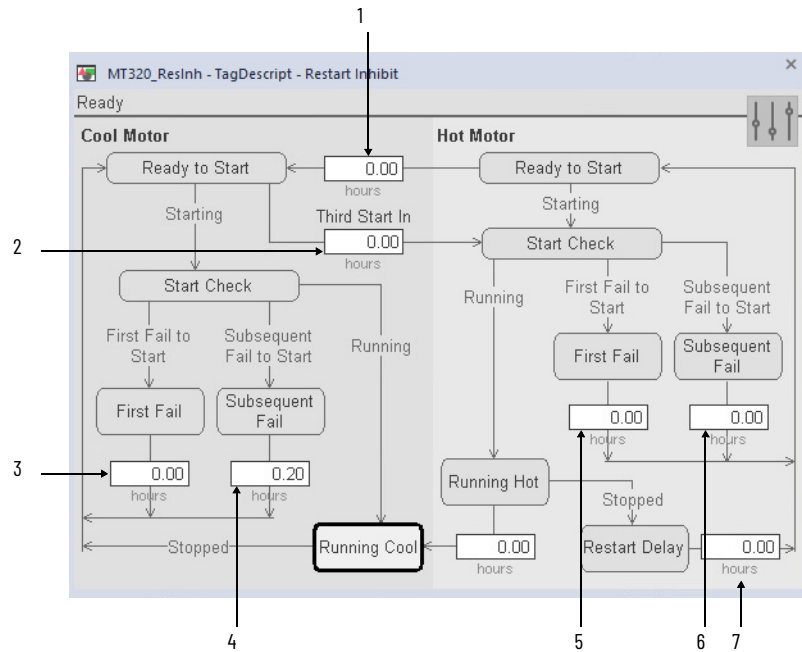 1
MT320_ResInh - TagDescript - Restart Inhibit
×
Ready
Cool Motor
Hot Motor
Ready to Start
0.00
hours
Ready to Start
Starting
Third Start In
Starting
2
0.00
hours
Start Check
Start Check
Running
First Fail to
Start
Subsequent
Fail to Start
First Fail to
Start
Subsequent
Fail to Start
Running
First Fail
Subsequent
Fail
First Fail
Subsequent
Fail
0.00
hours
0.00
hours
3
0.00
hours
0.20
hours
Running Hot
Stopped
Stopped
Running Cool
0.00
hours
Restart Delay
0.00
hours
4
5
6
7